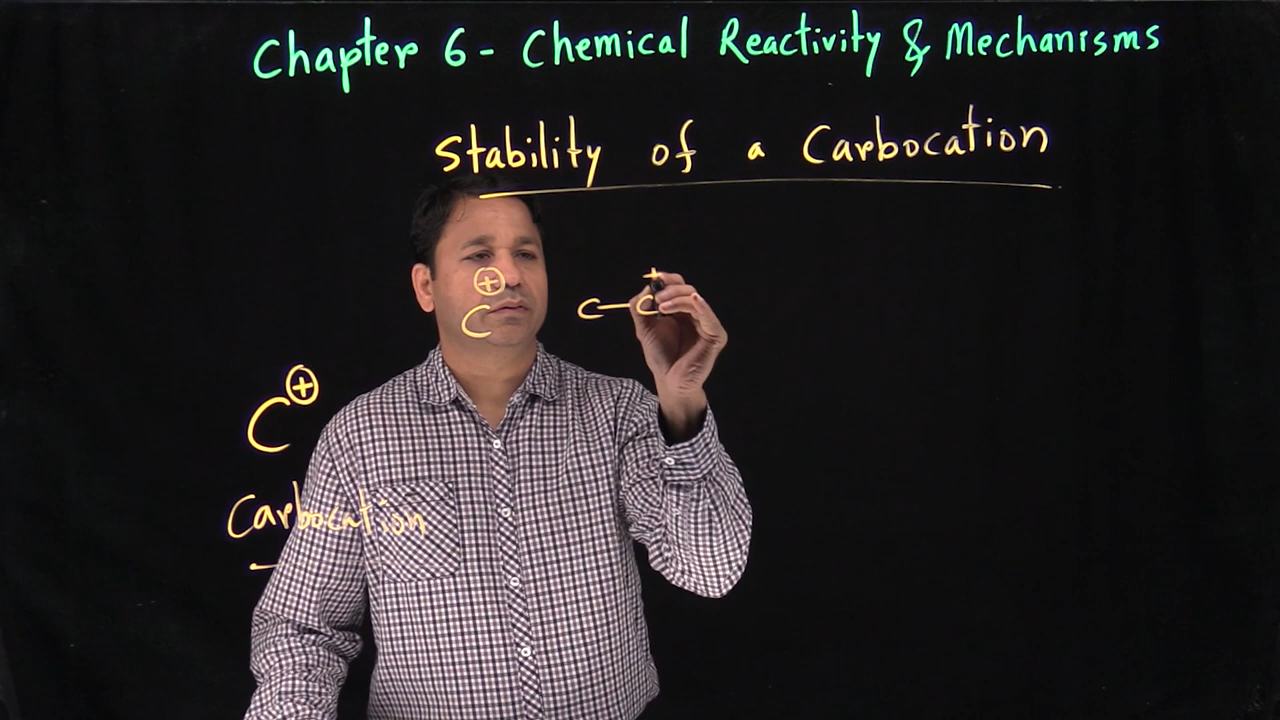 Chapter 6 - Chemical Reactivity & Mechanisms
Stability of a Carbocation
⊕
C
C—C
+
C⊕
Carbocation